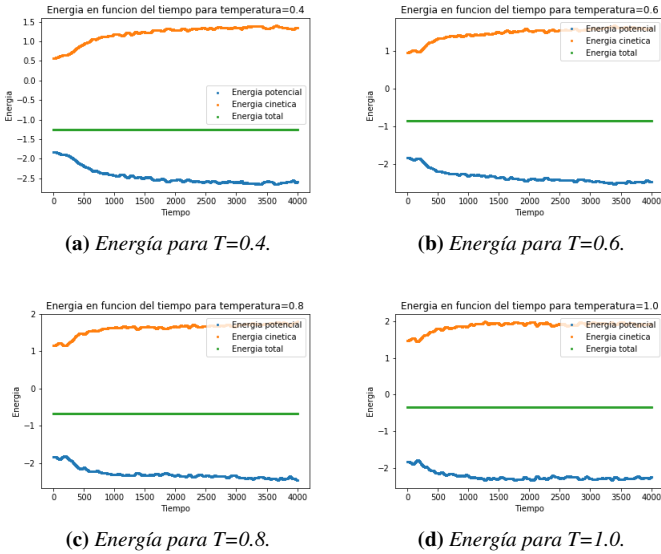 Energia en funcion del tiempo para temperatura=0.4
1.5
1.0
0.5
0.0
−0.5
−1.0
−1.5
−2.0
−2.5
Energia
Energia potencial
Energia cinetica
Energia total
0 500 1000 1500 2000 2500 3000 3500 4000
Tiempo
(a) Energía para T=0.4.
Energia en funcion del tiempo para temperatura=0.6
1
0
−1
−2
Energia
Energia potencial
Energia cinetica
Energia total
0 500 1000 1500 2000 2500 3000 3500 4000
Tiempo
(b) Energía para T=0.6.
Energia en funcion del tiempo para temperatura=0.8
2
1
0
−1
−2
Energia
Energia potencial
Energia cinetica
Energia total
0 500 1000 1500 2000 2500 3000 3500 4000
Tiempo
(c) Energía para T=0.8.
Energia en funcion del tiempo para temperatura=1.0
2
1
0
−1
−2
Energia
Energia potencial
Energia cinetica
Energia total
0 500 1000 1500 2000 2500 3000 3500 4000
Tiempo
(d) Energía para T=1.0.